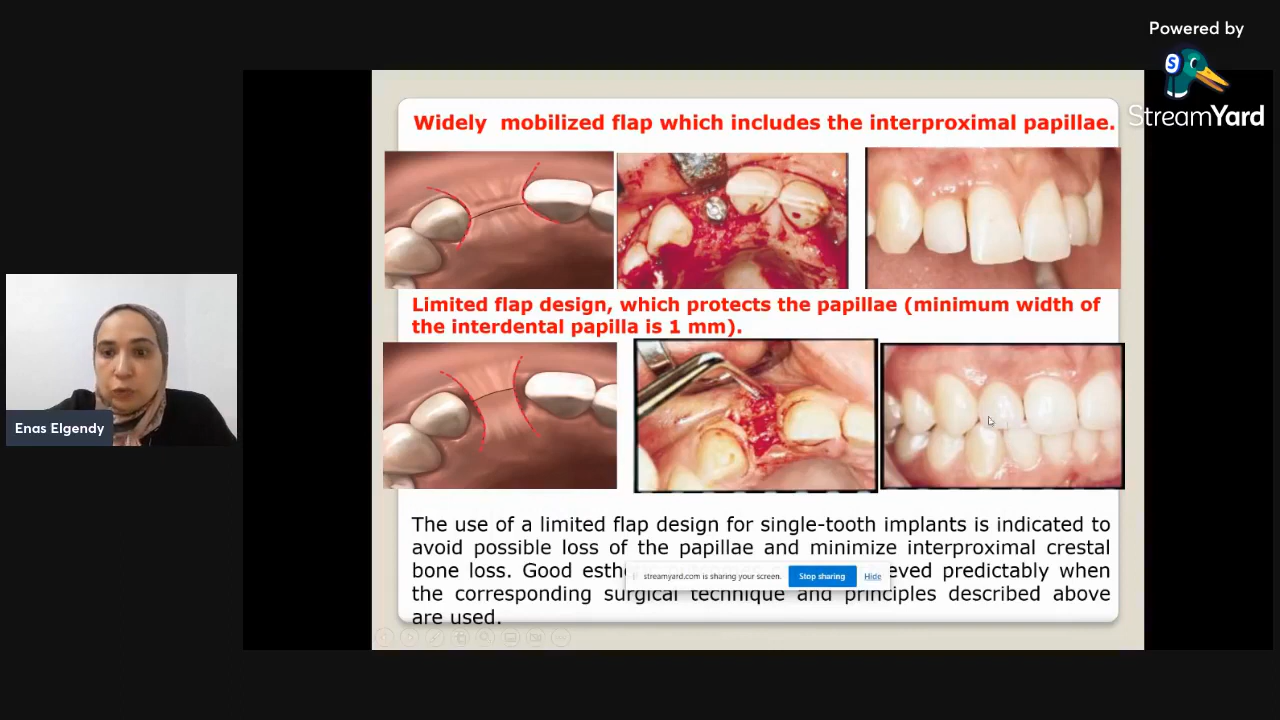 Powered by
StreamYard
Widely mobilized flap which includes the interproximal papillae.
Limited flap design, which protects the papillae (minimum width of
the interdental papilla is 1 mm).
Enas Elgendy
The use of a limited flap design for single-tooth implants is indicated to
avoid possible loss of the papillae and minimize interproximal crestal
bone loss. Good esth
eved predictably when
streamyard.com is sharing your screen.
Stop sharing
Hide
the corresponding surgical technique and principles described above
are used.